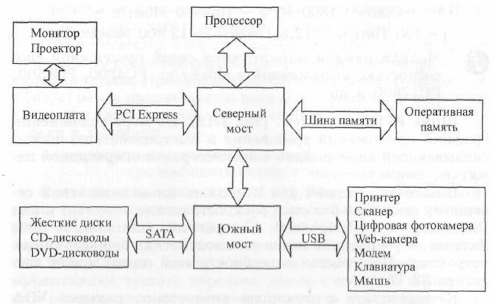 Процессор
Монитор
Проектор
Видеоплата
PCI Express
Северный
мост
Шина памяти
Оперативная
память
Жесткие диски
CD-дисководы
DVD-дисководы
SATA
Южный
мост
USB
Принтер
Сканер
Цифровая фотокамера
Web-камера
Модем
Клавиатура
Мышь